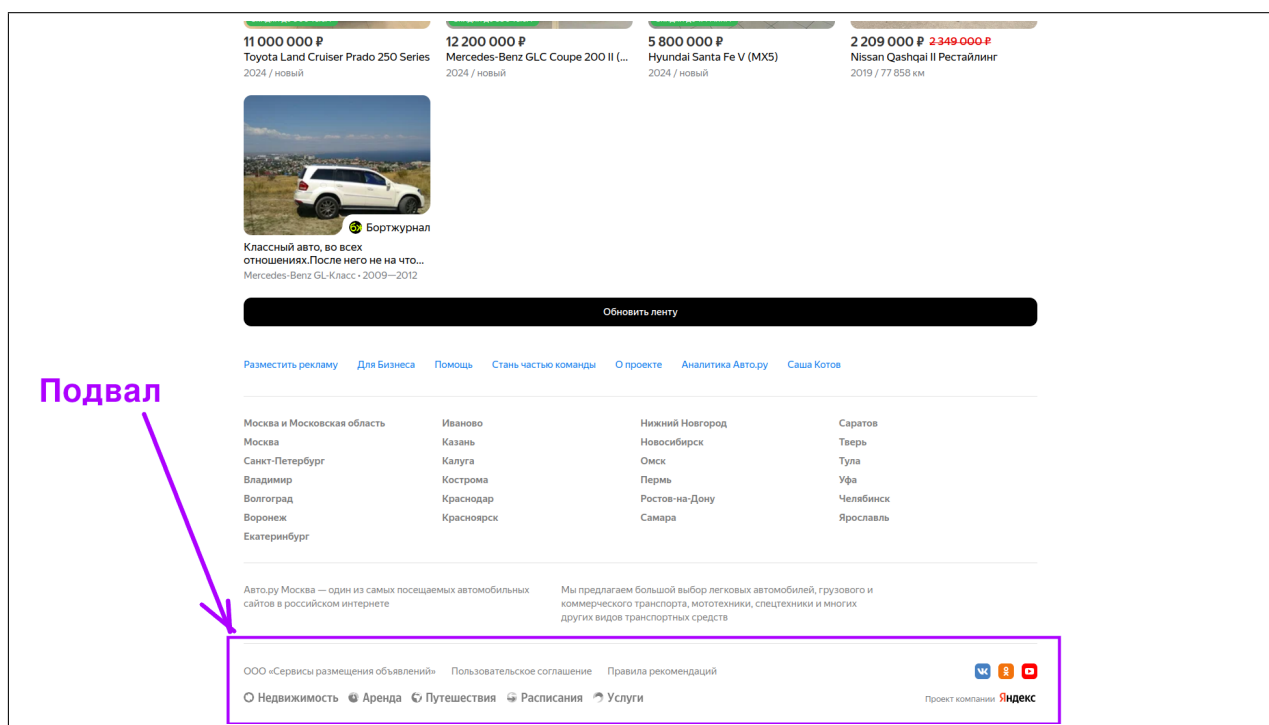 11 000 000 ₽
Toyota Land Cruiser Prado 250 Series
2024 / новый
12 200 000 ₽
Mercedes-Benz GLC Coupe 200 II (...
2024 / новый
5 800 000 ₽
Hyundai Santa Fe V (MX5)
2024 / новый
2 209 000 ₽ 2 349 000 ₽
Nissan Qashqai II Рестайлинг
2019 / 77 858 км
бж Бортжурнал
Классный авто, во всех
отношениях.После него не на что...
Mercedes-Benz GL-Класс • 2009—2012
Обновить ленту
Разместить рекламу Для Бизнеса Помощь Стань частью команды О проекте Аналитика Авто.ру Саша Котов
Подвал
Москва и Московская область
Москва
Санкт-Петербург
Владимир
Волгоград
Воронеж
Екатеринбург
Иваново
Казань
Калуга
Кострома
Краснодар
Красноярск
Нижний Новгород
Новосибирск
Омск
Пермь
Ростов-на-Дону
Самара
Саратов
Тверь
Тула
Уфа
Челябинск
Ярославль
Авто.ру Москва — один из самых посещаемых автомобильных
сайтов в российском интернете
Мы предлагаем большой выбор легковых автомобилей, грузового и
коммерческого транспорта, мототехники, спецтехники и многих
других видов транспортных средств
ООО «Сервисы размещения объявлений» Пользовательское соглашение Правила рекомендаций
Недвижимость Аренда Путешествия Расписания Услуги
Проект компании Яндекс